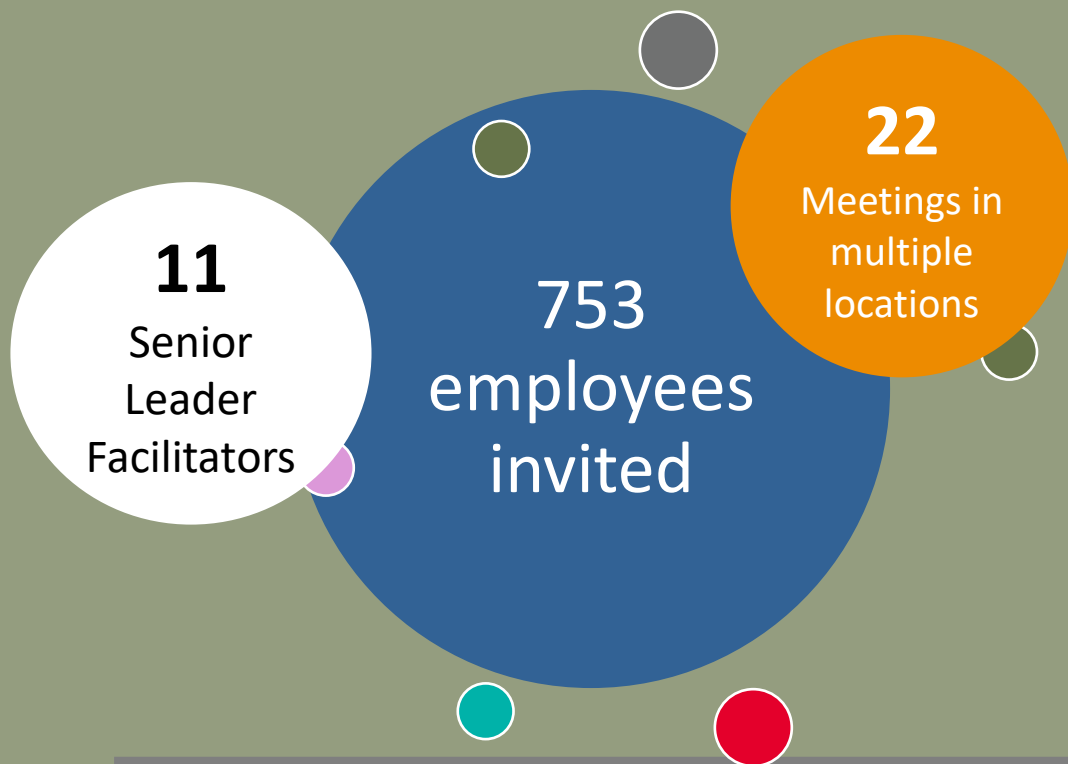 11
Senior
Leader
Facilitators
753
employees
invited
22
Meetings in
multiple
locations